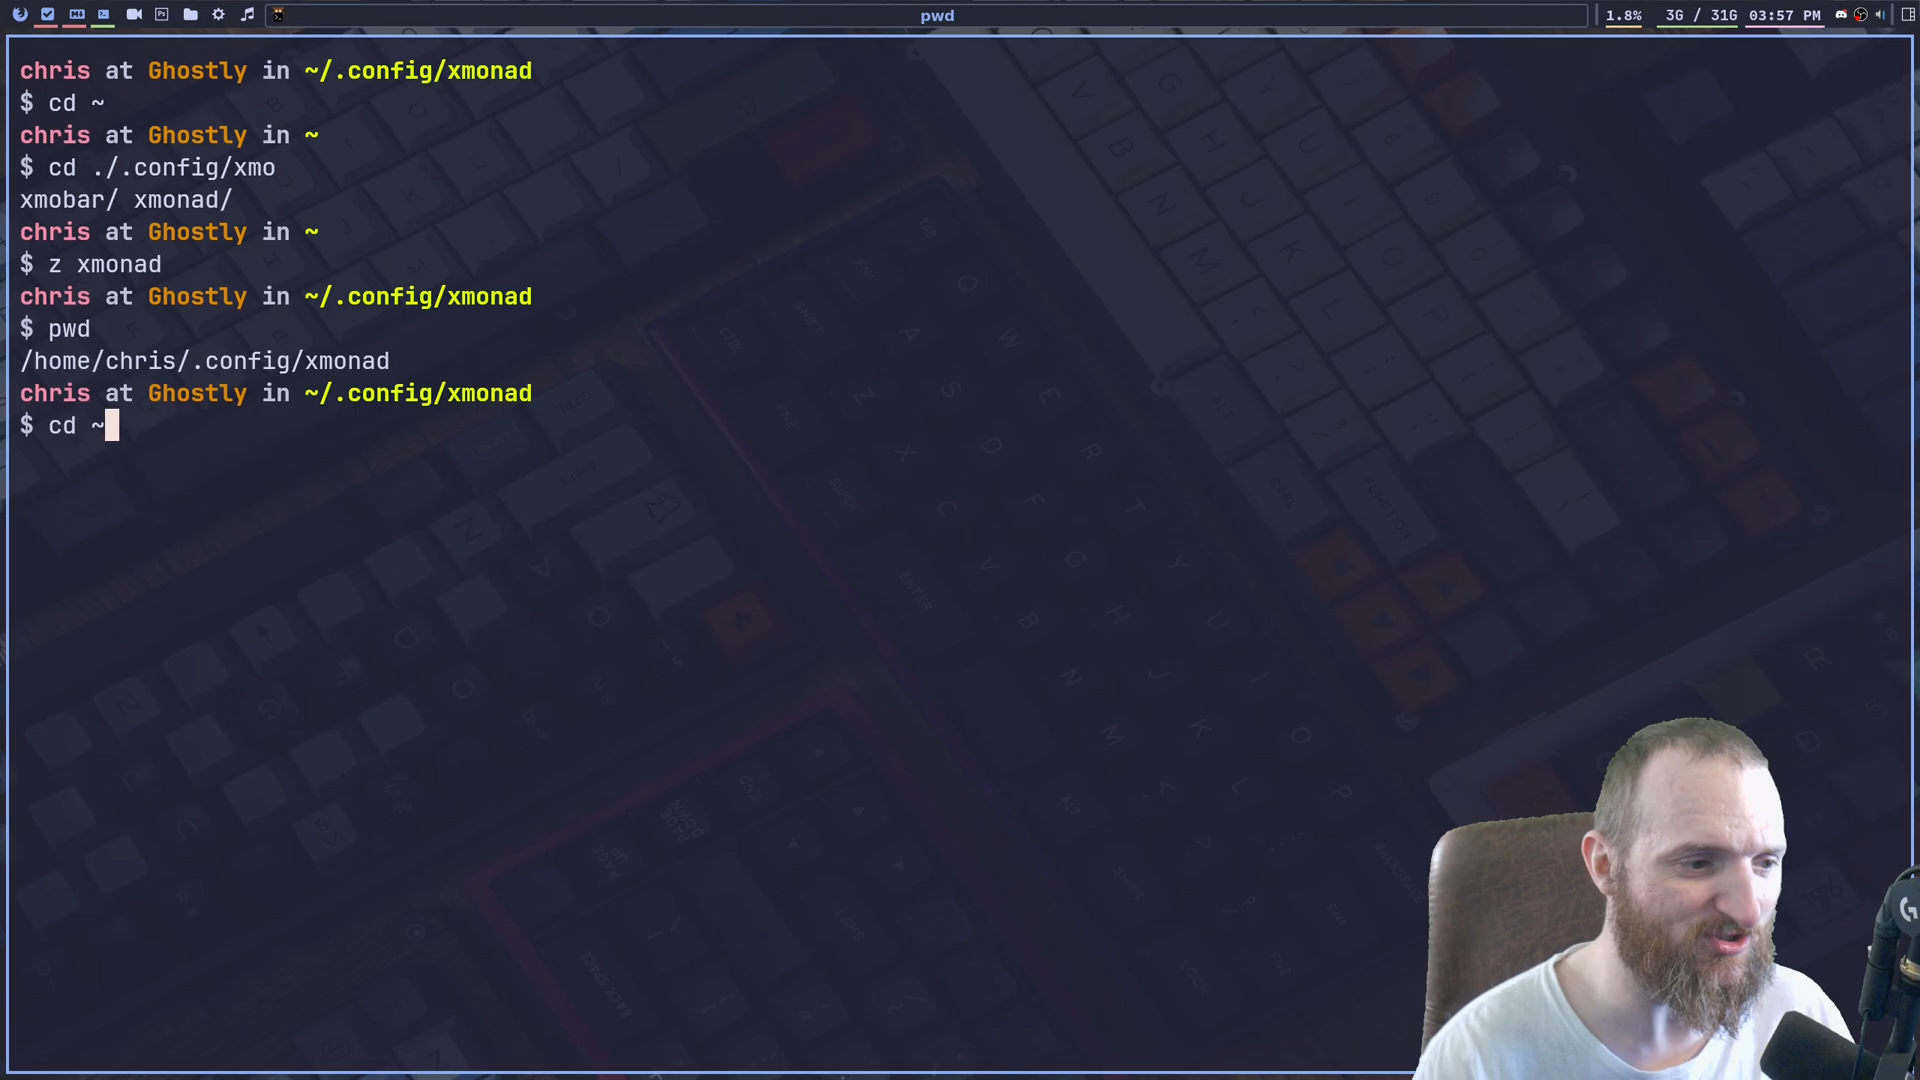 pwd
1.8% 3G / 31G 03:57 PM
chris at Ghostly in ~/.config/xmonad
$ cd ~
chris at Ghostly in ~
$ cd ./.config/xmo
xmobar/ xmonad/
chris at Ghostly in ~
$ z xmonad
chris at Ghostly in ~/.config/xmonad
$ pwd
/home/chris/.config/xmonad
chris at Ghostly in ~/.config/xmonad
$ cd ~